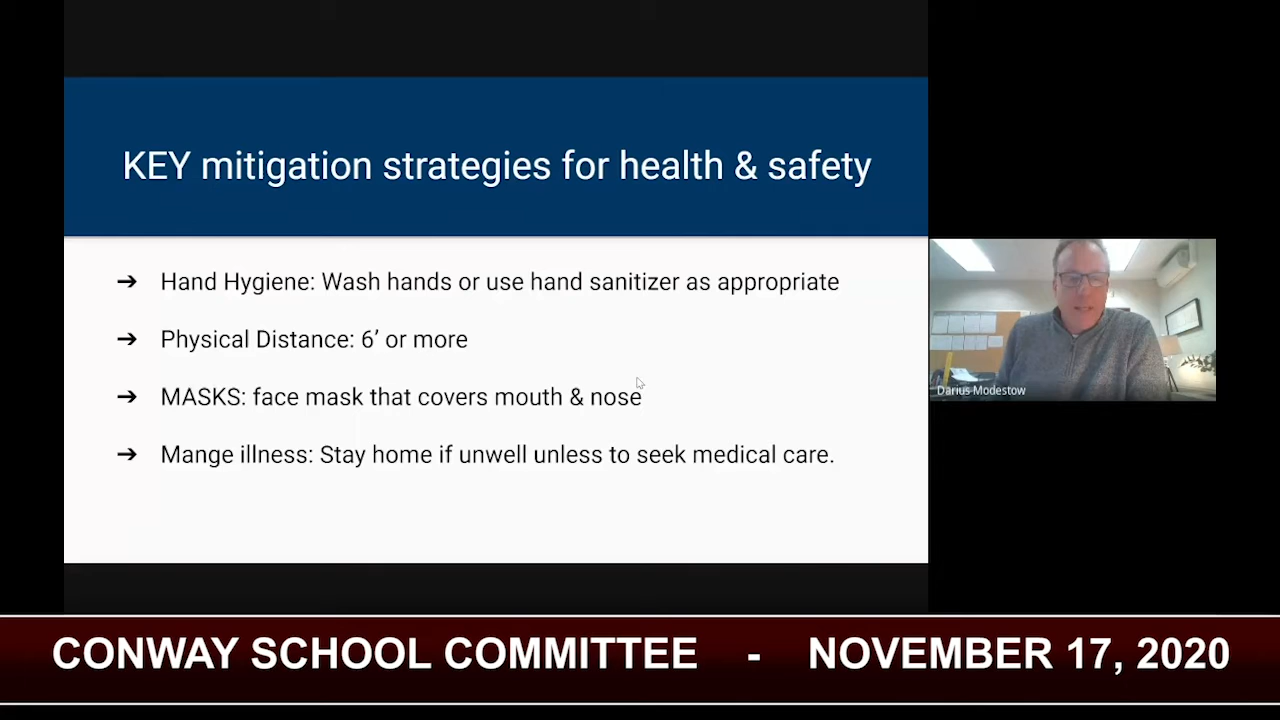 KEY mitigation strategies for health & safety
➔ Hand Hygiene: Wash hands or use hand sanitizer as appropriate
➔ Physical Distance: 6’ or more
➔ MASKS: face mask that covers mouth & nose
➔ Mange illness: Stay home if unwell unless to seek medical care.
Darius Modestow
CONWAY SCHOOL COMMITTEE - NOVEMBER 17, 2020